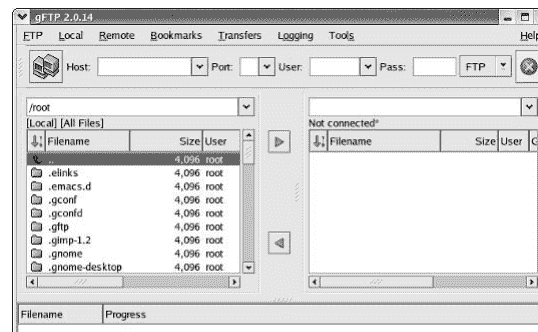 gFTP 2.0.14
FTP Local Remote Bookmarks Transfers Logging Tools Help
Host: Port: User: Pass: FTP
/root
[Local] [All Files] Not connected*
Filename Size User Filename Size User
.. 4,096 root
.elinks 4,096 root
.emacs.d 4,096 root
.gconf 4,096 root
.gconfd 4,096 root
.gftp 4,096 root
.gimp-1.2 4,096 root
.gnome 4,096 root
.gnome-desktop 4,096 root
Filename Progress